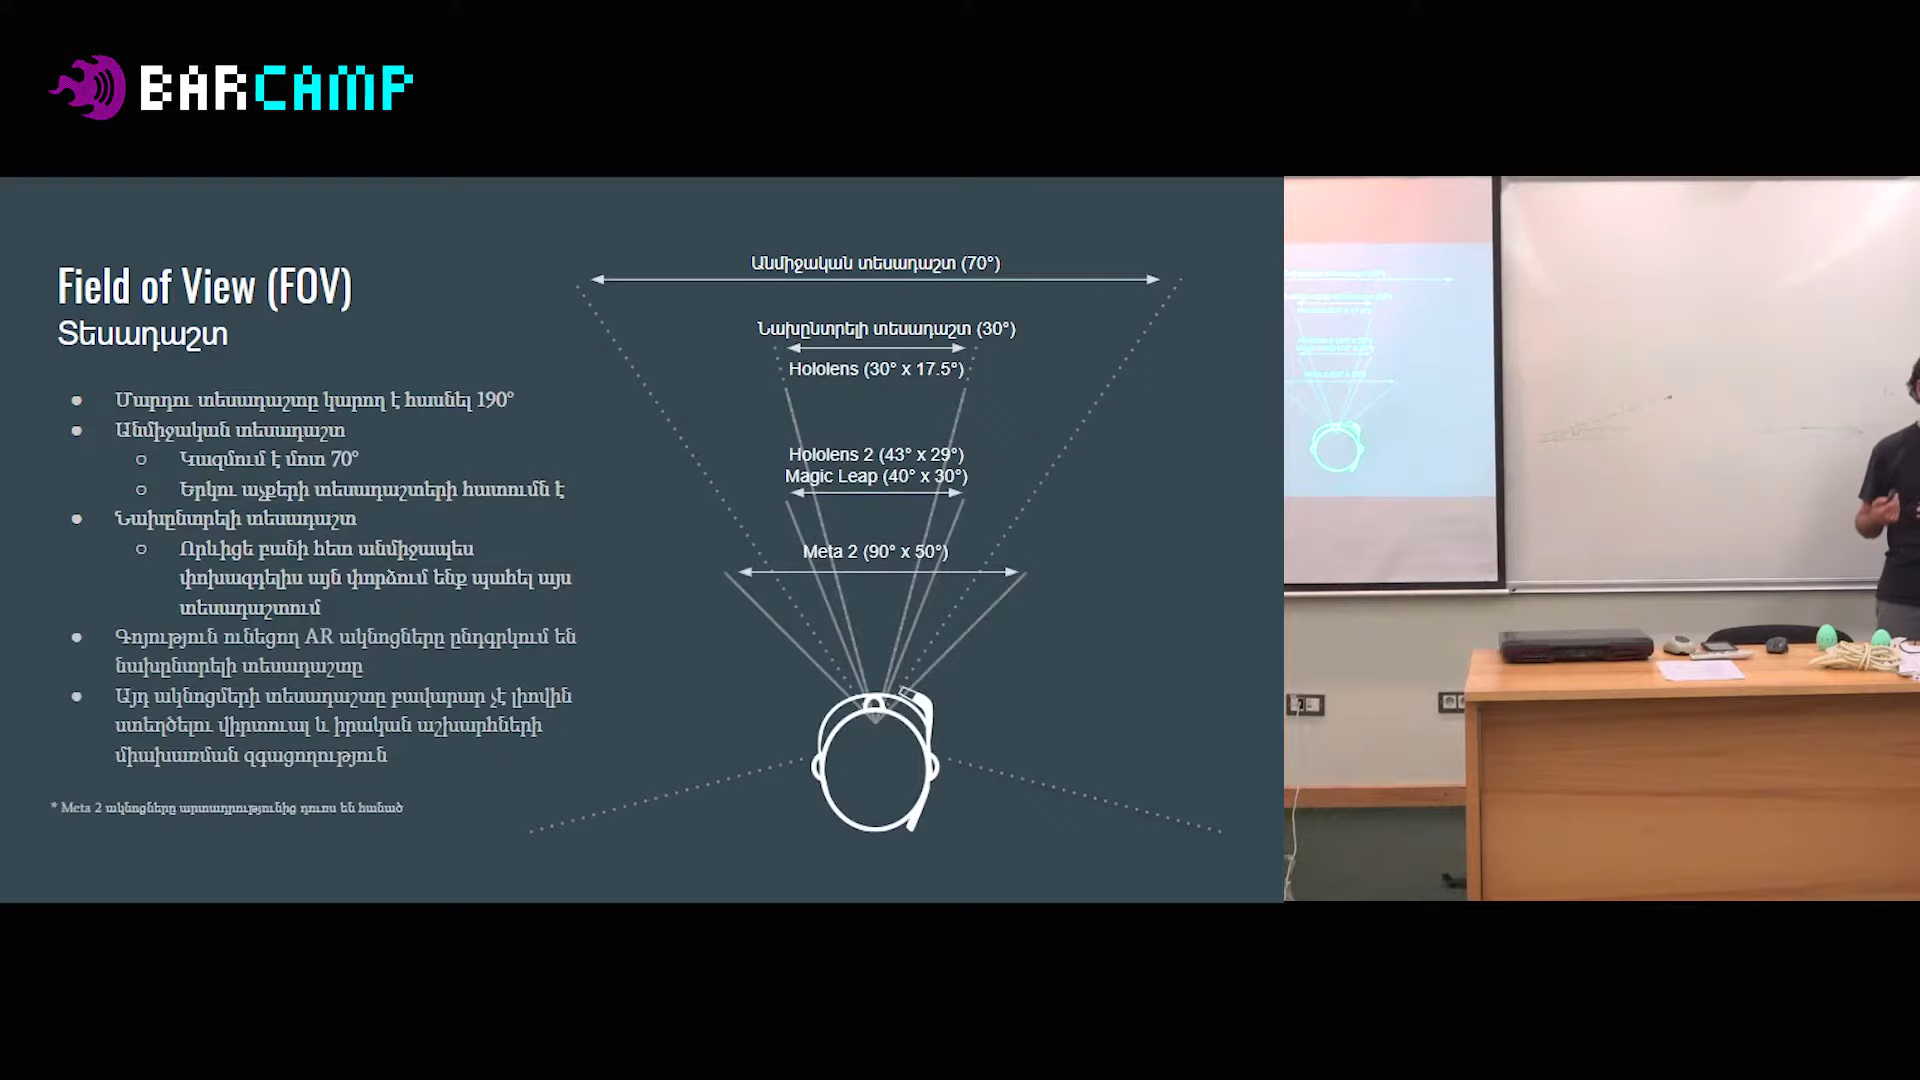 BARCAMP
Field of View (FOV)
Տեսադաշտ
● Մարդու տեսադաշտը կարող է հասնել 190°
● Անմիջական տեսադաշտ
○ Կազմում է մոտ 70°
○ Երկու աչքերի տեսադաշտերի հատումն է
● Նախընտրելի տեսադաշտ
○ Որևիցե բանի հետ անմիջապես
փոխազդելիս այն փորձում ենք պահել այս
տեսադաշտում
● Գոյություն ունեցող AR ակնոցները ընդգրկում են
նախընտրելի տեսադաշտը
● Այդ ակնոցմերի տեսադաշտը բավարար չէ լիովին
ստեղծելու վիրտուալ և իրական աշխարհների
միախառման զգացողություն
* Meta 2 ակնոցները արտադրությունից դուրս են հանած
Անմիջական տեսադաշտ (70°)
Նախընտրելի տեսադաշտ (30°)
Hololens (30° x 17.5°)
Hololens 2 (43° x 29°)
Magic Leap (40° x 30°)
Meta 2 (90° x 50°)